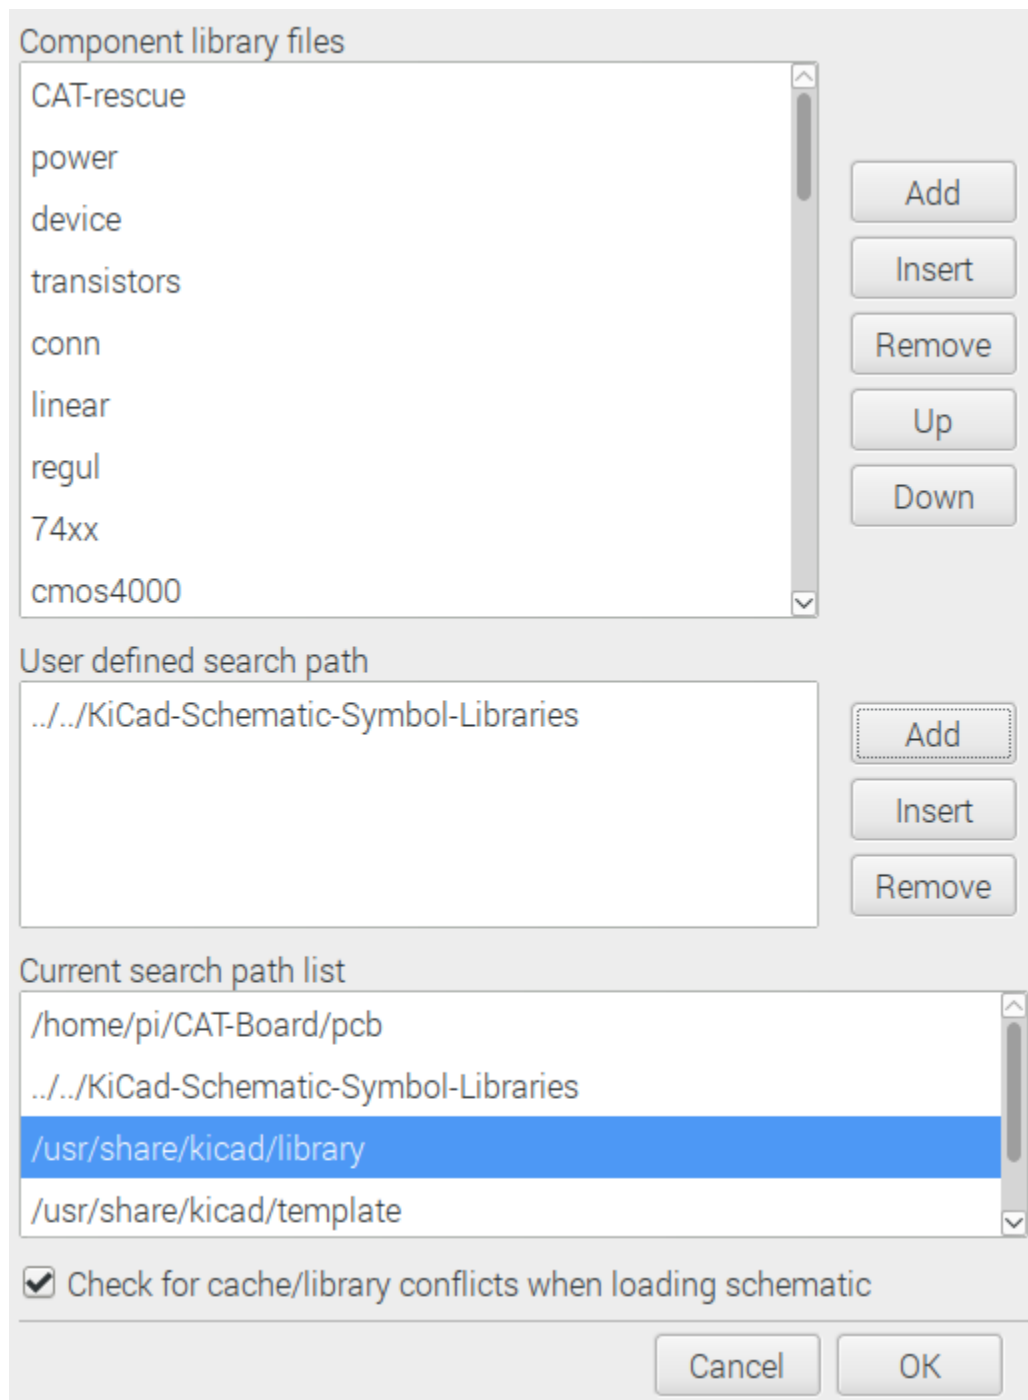 Component library files
CAT-rescue
power
device
transistors
conn
linear
regul
74xx
cmos4000
Add
Insert
Remove
Up
Down
User defined search path
../../KiCad-Schematic-Symbol-Libraries
Add
Insert
Remove
Current search path list
/home/pi/CAT-Board/pcb
../../KiCad-Schematic-Symbol-Libraries
/usr/share/kicad/library
/usr/share/kicad/template
Check for cache/library conflicts when loading schematic
Cancel
OK